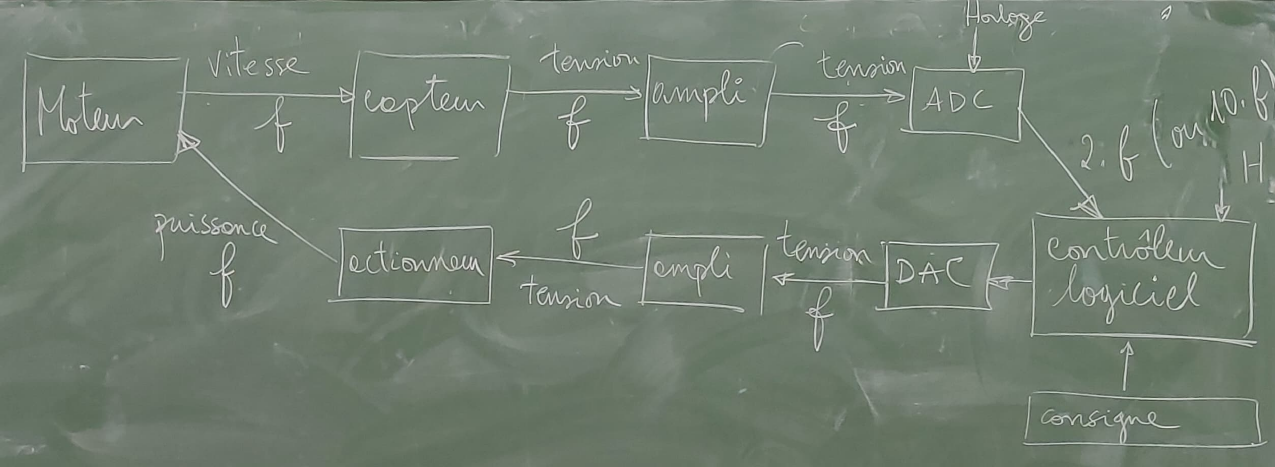 Horloge
vitesse
tension
tension
Moteur
capteur
ampli
ADC
f
f
f
2.f (ou 10.f)
H
puissance
f
actionneur
f
tension
ampli
tension
f
DAC
contrôleur
logiciel
consigne